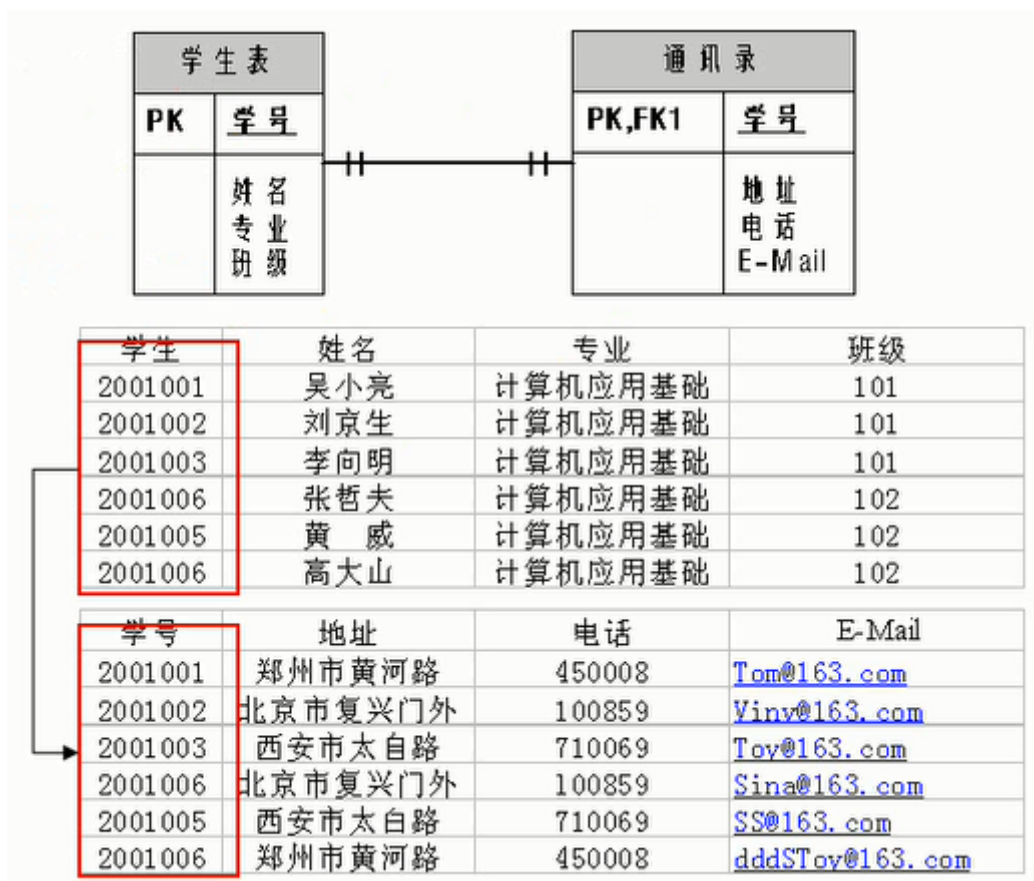 学生表 通讯录
PK 学号 PK,FK1 学号
姓名 地址
专业 电话
班级 E-Mail
学生 姓名 专业 班级
2001001 吴小亮 计算机应用基础 101
2001002 刘京生 计算机应用基础 101
2001003 李向明 计算机应用基础 101
2001006 张哲夫 计算机应用基础 102
2001005 黄 威 计算机应用基础 102
2001006 高大山 计算机应用基础 102
学号 地址 电话 E-Mail
2001001 郑州市黄河路 450008 Tom@163.com
2001002 北京市复兴门外 100859 Viny@163.com
2001003 西安市太白路 710069 Toy@163.com
2001006 北京市复兴门外 100859 Sina@163.com
2001005 西安市太白路 710069 SS@163.com
2001006 郑州市黄河路 450008 dddSToy@163.com